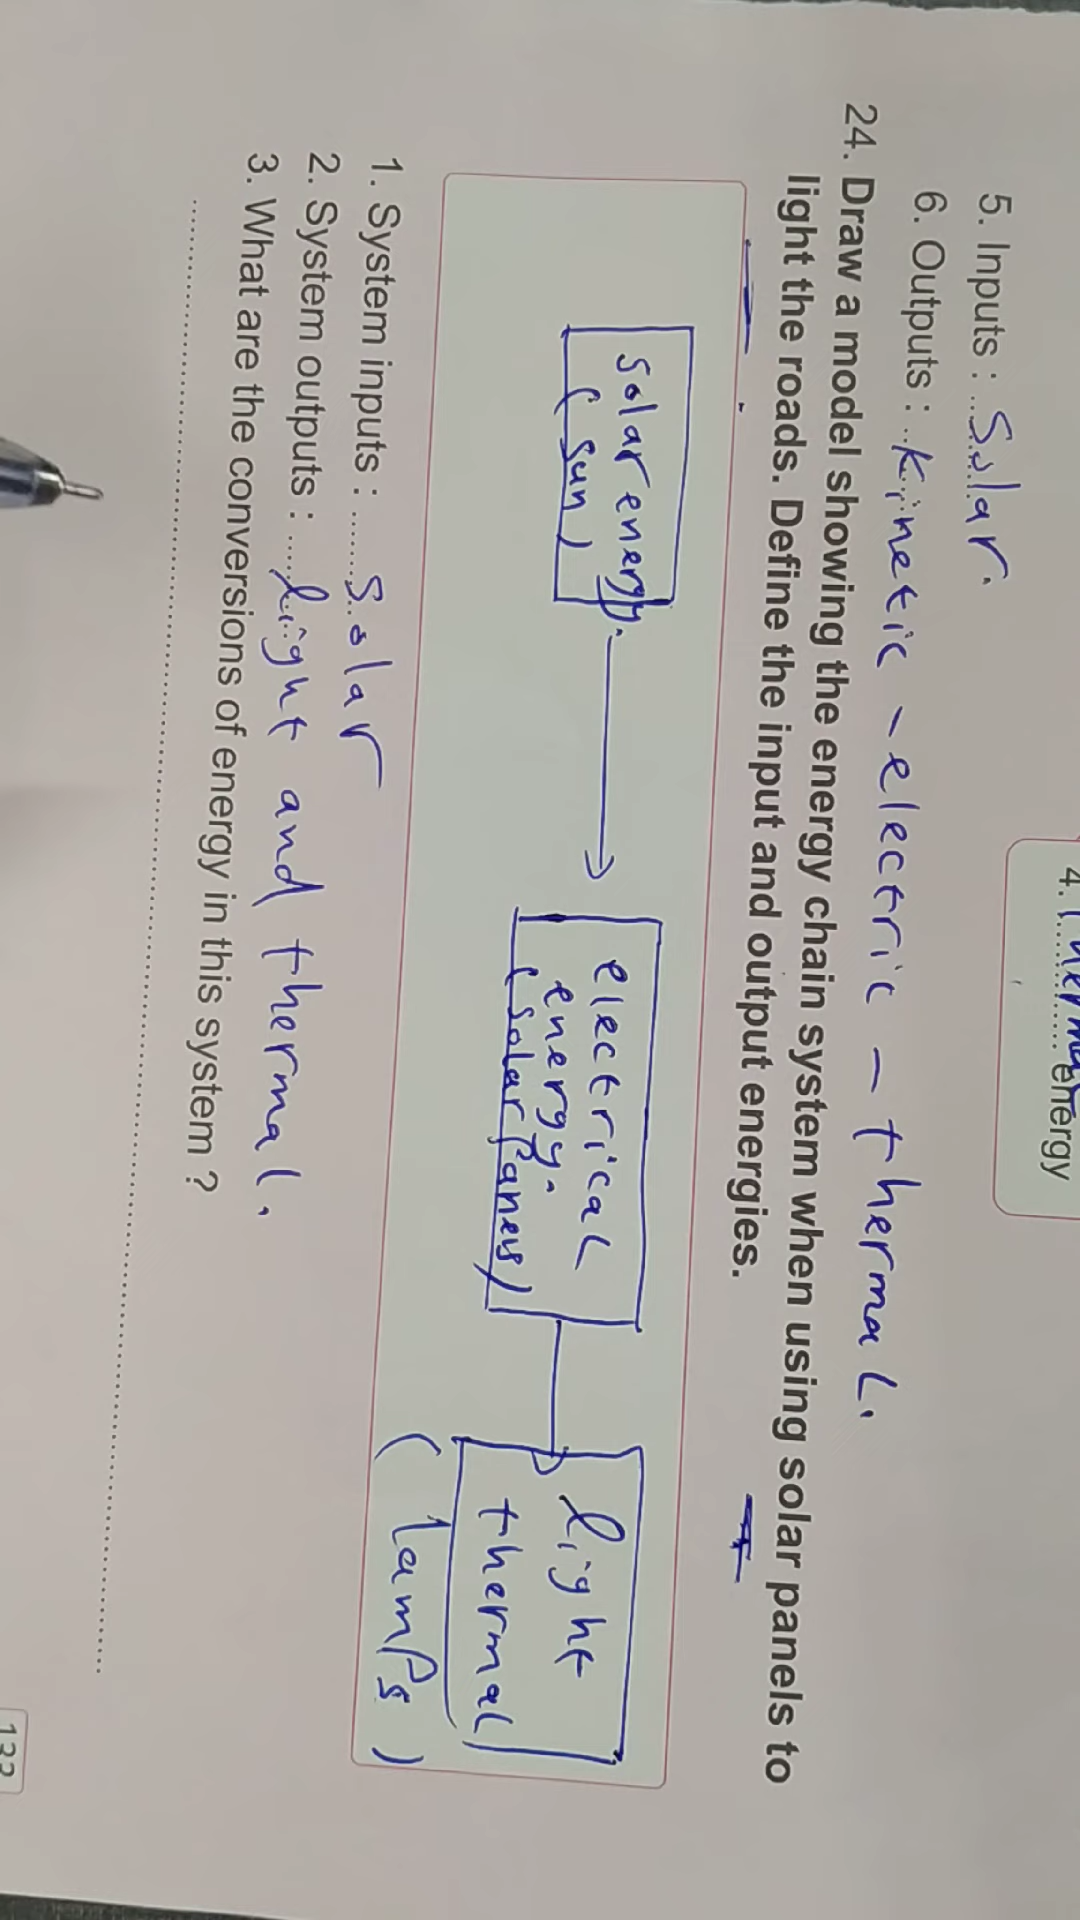 4. Thermal energy
5. Inputs : Solar.
6. Outputs : kinetic - electric - thermal.
24. Draw a model showing the energy chain system when using solar panels to
light the roads. Define the input and output energies.
solar energy.
( sun )
electrical
energy.
( solar Panels )
light
thermal
( lamps )
1. System inputs : solar
2. System outputs : light and thermal.
3. What are the conversions of energy in this system ?